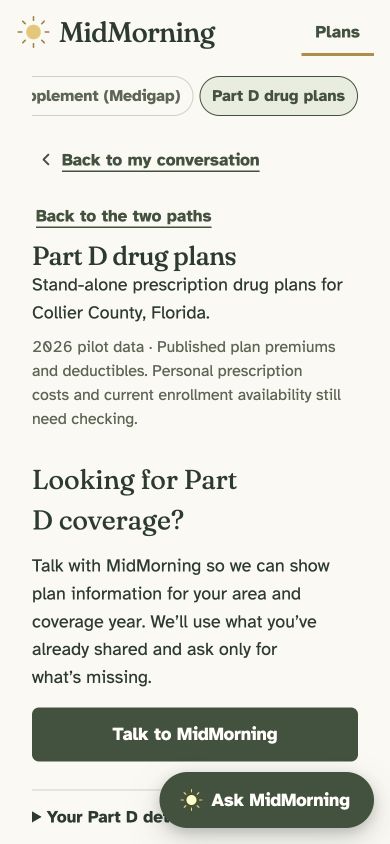 MidMorning
Plans
pplement (Medigap)
Part D drug plans
Back to my conversation
Back to the two paths
Part D drug plans
Stand-alone prescription drug plans for
Collier County, Florida.
2026 pilot data · Published plan premiums
and deductibles. Personal prescription
costs and current enrollment availability still
need checking.
Looking for Part
D coverage?
Talk with MidMorning so we can show
plan information for your area and
coverage year. We’ll use what you’ve
already shared and ask only for
what’s missing.
Talk to MidMorning
Ask MidMorning
Your Part D